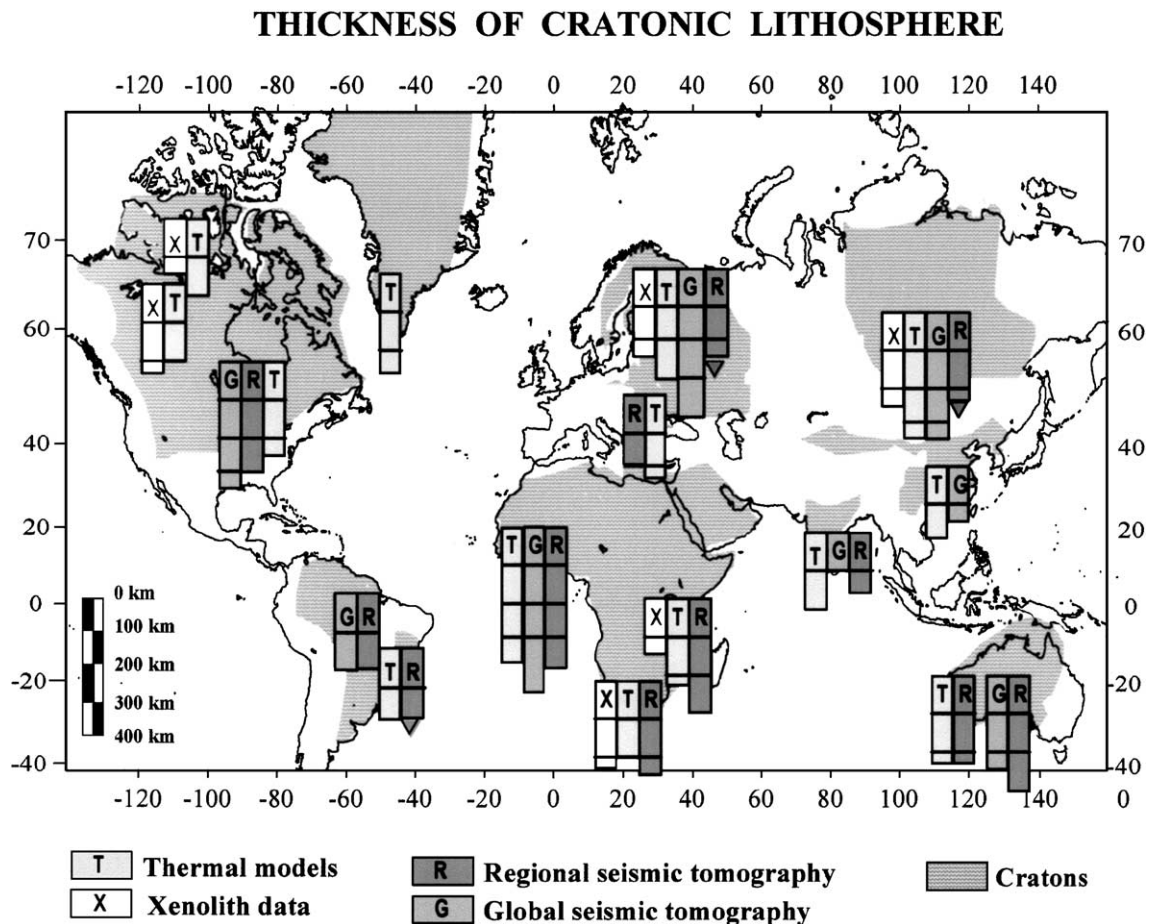 THICKNESS OF CRATONIC LITHOSPHERE
-120 -100 -80 -60 -40 -20 0 20 40 60 80 100 120 140
70 70
X T
X T
T
X T G R
60 60
X T G R
G R T
R T
40 40
T G
20 20
T G R
T G R
0 km
100 km
200 km
300 km
400 km
0 0
G R
X T R
T R
-20 -20
X T R
T R G R
-40 -40
-120 -100 -80 -60 -40 -20 0 20 40 60 80 100 120 140 0
T Thermal models
R Regional seismic tomography
Cratons
X Xenolith data
G Global seismic tomography